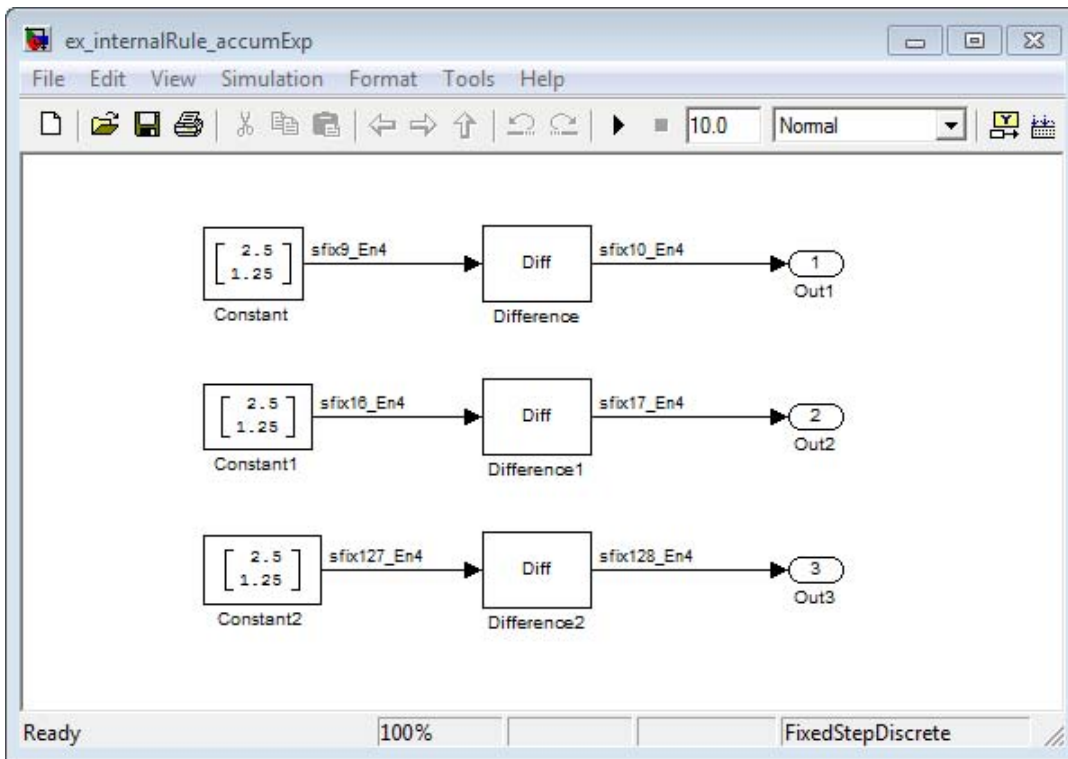 ex_internalRule_accumExp
File Edit View Simulation Format Tools Help
10.0 Normal
2.5
1.25
sfix9_En4
Diff
sfix10_En4
1
Constant
Difference
Out1
2.5
1.25
sfix16_En4
Diff
sfix17_En4
2
Constant1
Difference1
Out2
2.5
1.25
sfix127_En4
Diff
sfix128_En4
3
Constant2
Difference2
Out3
Ready 100% FixedStepDiscrete